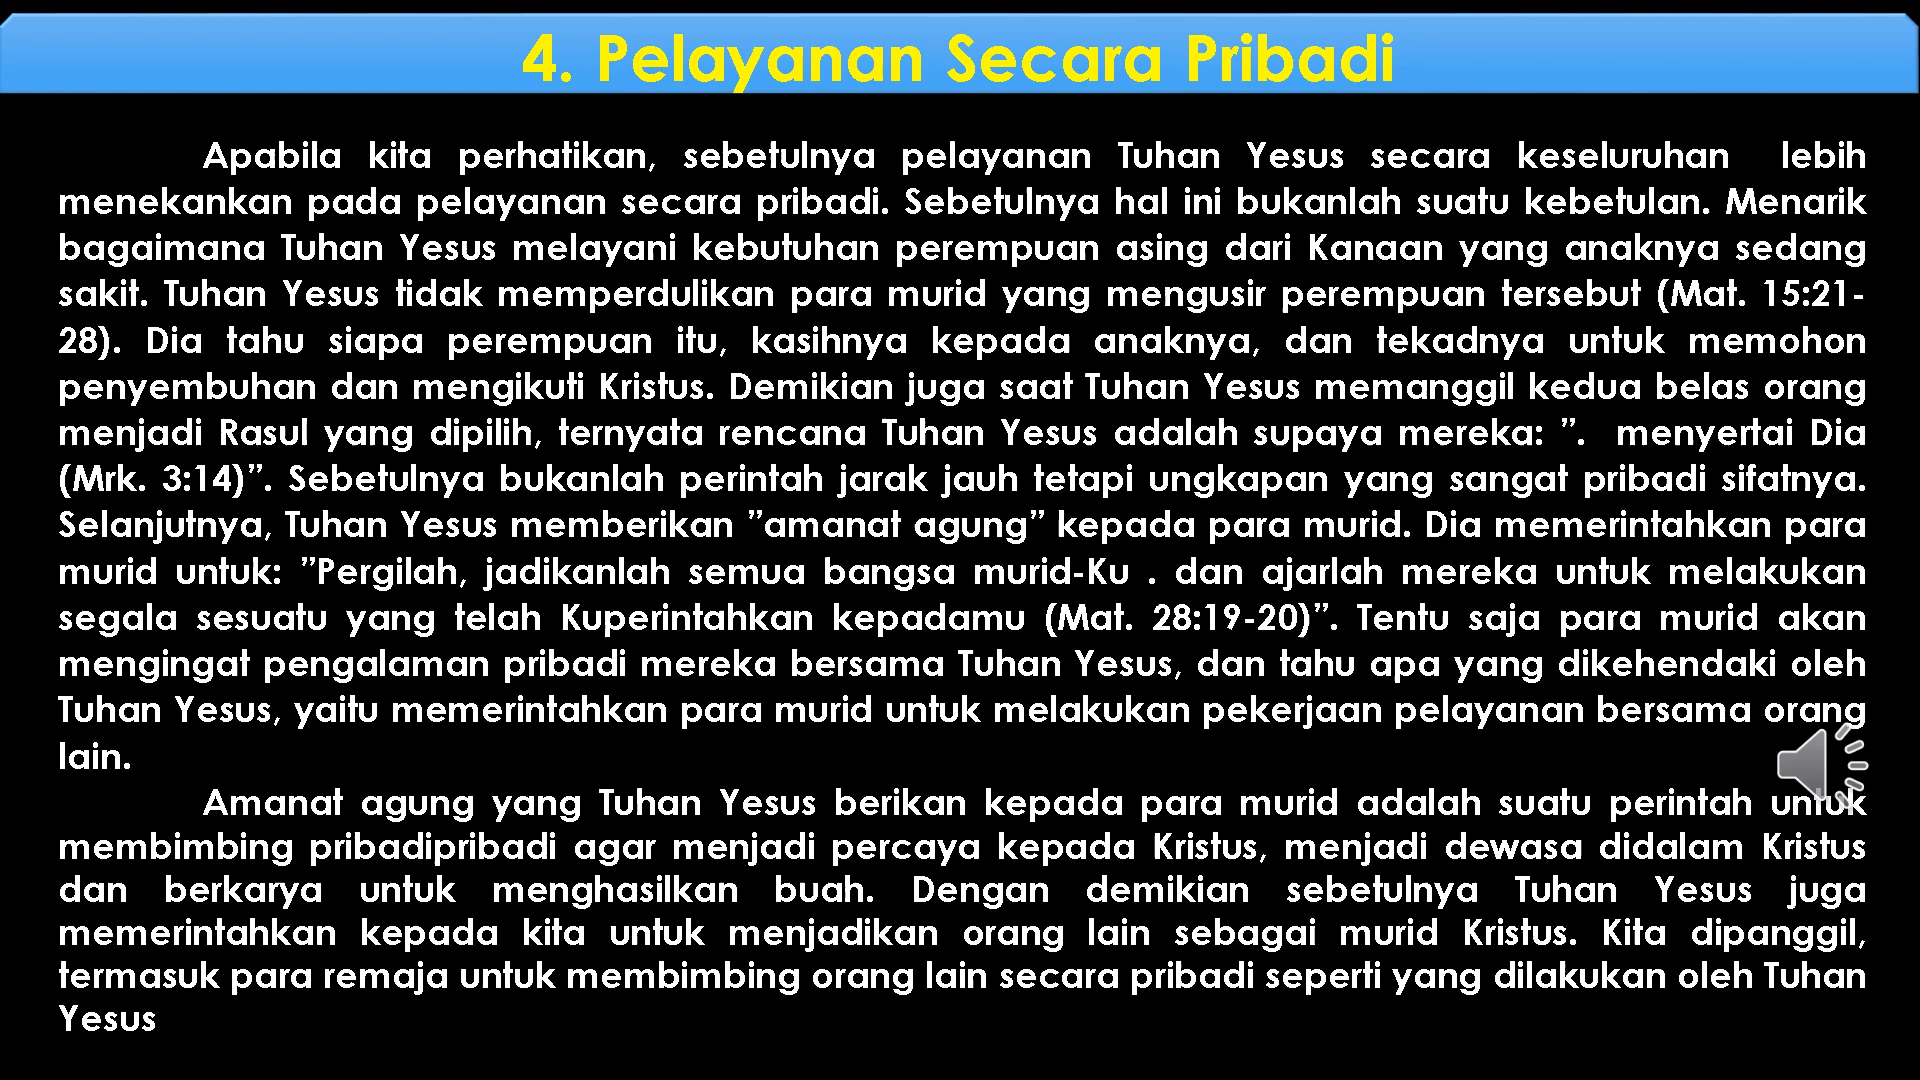 4. Pelayanan Secara Pribadi
Apabila kita perhatikan, sebetulnya pelayanan Tuhan Yesus secara keseluruhan lebih
menekankan pada pelayanan secara pribadi. Sebetulnya hal ini bukanlah suatu kebetulan. Menarik
bagaimana Tuhan Yesus melayani kebutuhan perempuan asing dari Kanaan yang anaknya sedang
sakit. Tuhan Yesus tidak memperdulikan para murid yang mengusir perempuan tersebut (Mat. 15:21-
28). Dia tahu siapa perempuan itu, kasihnya kepada anaknya, dan tekadnya untuk memohon
penyembuhan dan mengikuti Kristus. Demikian juga saat Tuhan Yesus memanggil kedua belas orang
menjadi Rasul yang dipilih, ternyata rencana Tuhan Yesus adalah supaya mereka: ”. menyertai Dia
(Mrk. 3:14)”. Sebetulnya bukanlah perintah jarak jauh tetapi ungkapan yang sangat pribadi sifatnya.
Selanjutnya, Tuhan Yesus memberikan ”amanat agung” kepada para murid. Dia memerintahkan para
murid untuk: ”Pergilah, jadikanlah semua bangsa murid-Ku . dan ajarlah mereka untuk melakukan
segala sesuatu yang telah Kuperintahkan kepadamu (Mat. 28:19-20)”. Tentu saja para murid akan
mengingat pengalaman pribadi mereka bersama Tuhan Yesus, dan tahu apa yang dikehendaki oleh
Tuhan Yesus, yaitu memerintahkan para murid untuk melakukan pekerjaan pelayanan bersama orang
lain.
Amanat agung yang Tuhan Yesus berikan kepada para murid adalah suatu perintah untuk
membimbing pribadipribadi agar menjadi percaya kepada Kristus, menjadi dewasa didalam Kristus
dan berkarya untuk menghasilkan buah. Dengan demikian sebetulnya Tuhan Yesus juga
memerintahkan kepada kita untuk menjadikan orang lain sebagai murid Kristus. Kita dipanggil,
termasuk para remaja untuk membimbing orang lain secara pribadi seperti yang dilakukan oleh Tuhan
Yesus